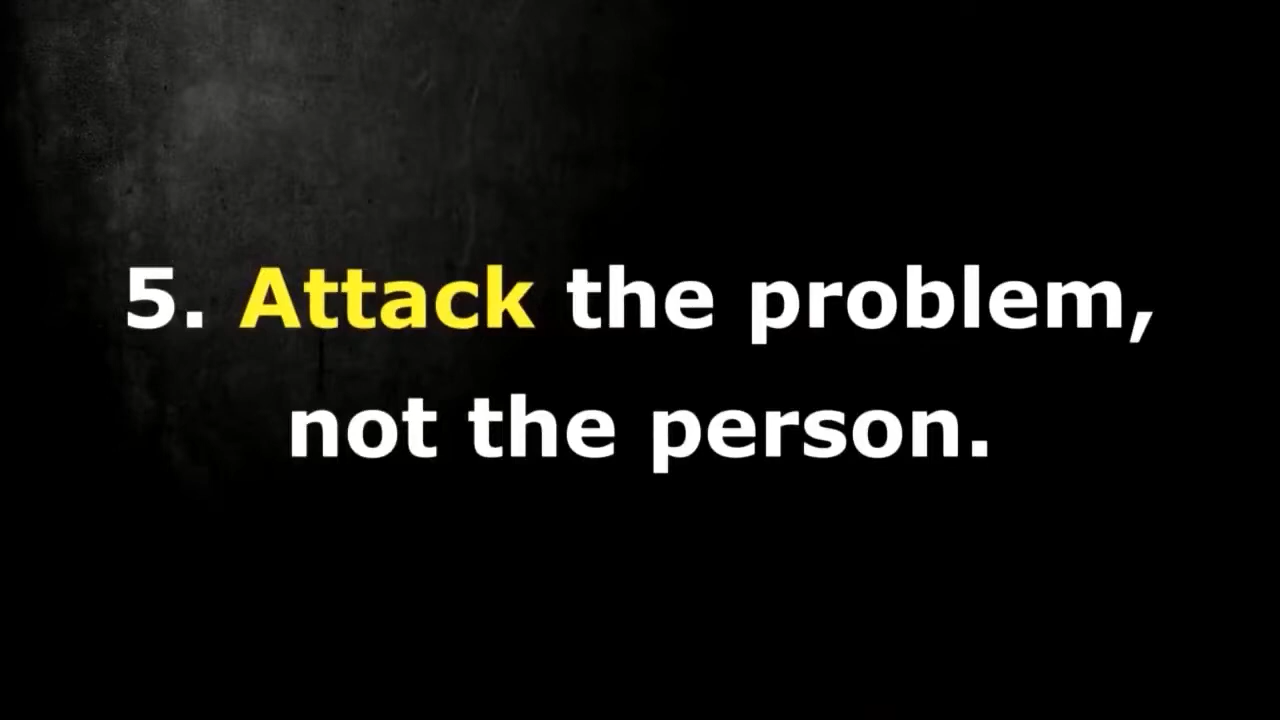 5. Attack the problem,
not the person.